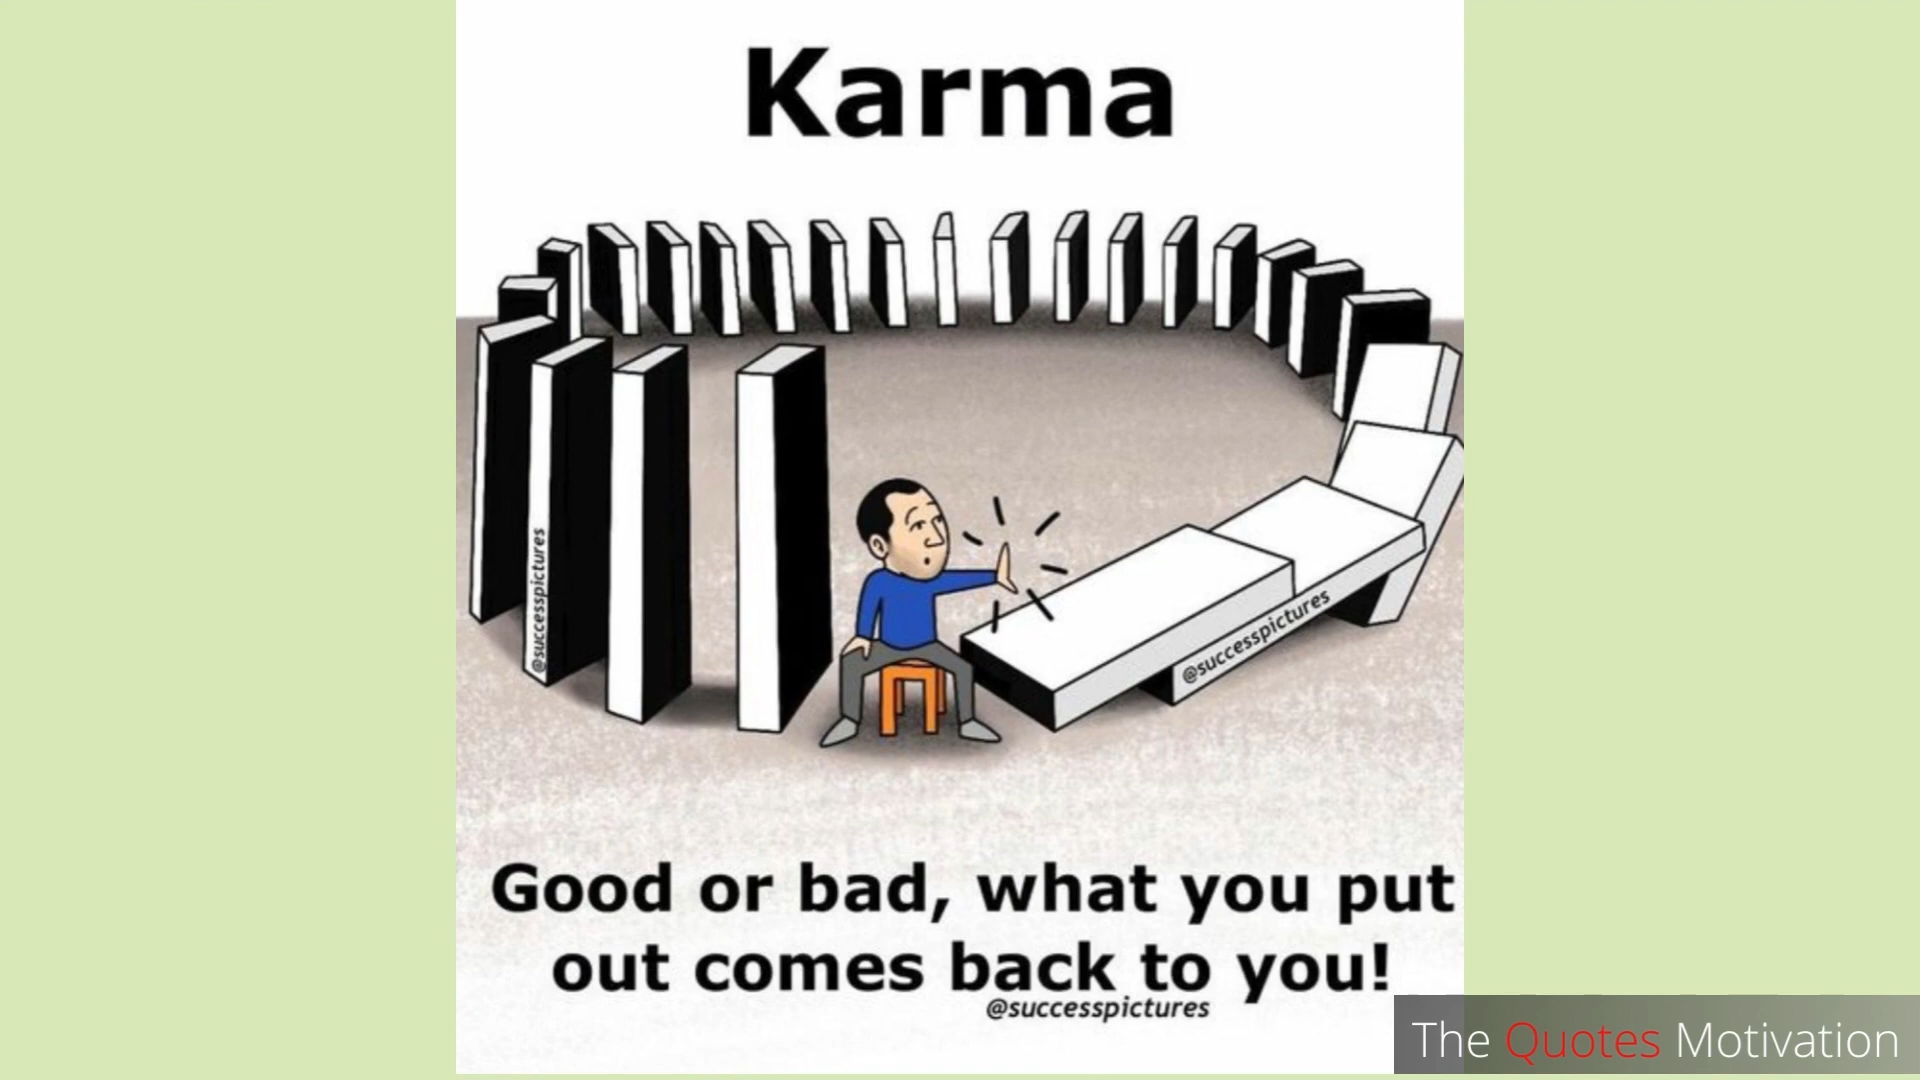 Karma
@successpictures
@successpictures
Good or bad, what you put
out comes back to you!
@successpictures
The Quotes Motivation